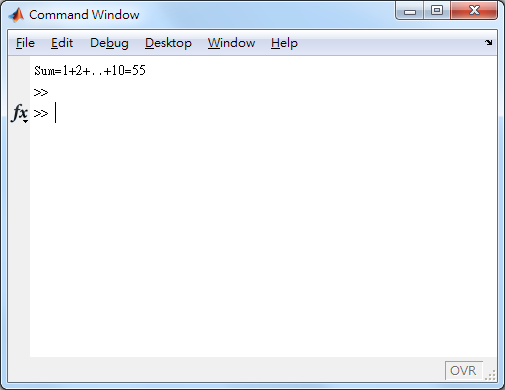 Command Window
File Edit Debug Desktop Window Help
Sum=1+2+..+10=55
>>
fx >>
OVR